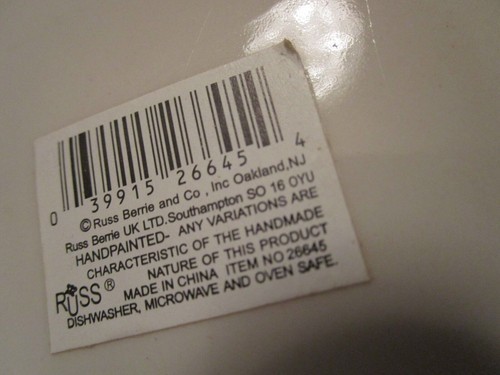 0 39915 26645 4
©Russ Berrie and Co , Inc Oakland,NJ
Russ Berrie UK LTD.Southampton SO 16 0YU
HANDPAINTED- ANY VARIATIONS ARE
CHARACTERISTIC OF THE HANDMADE
NATURE OF THIS PRODUCT
RUSS ® MADE IN CHINA ITEM NO 26645
DISHWASHER, MICROWAVE AND OVEN SAFE.